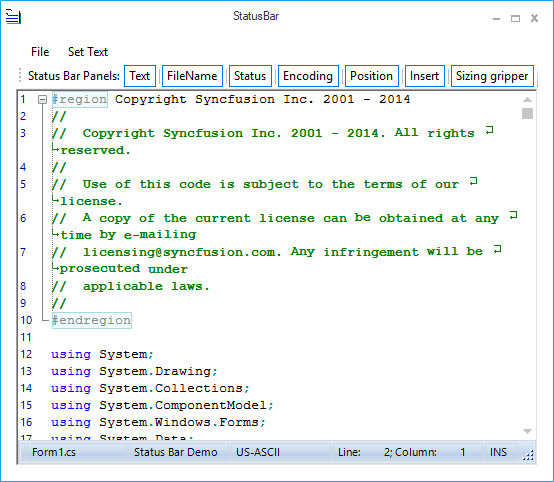 StatusBar
File Set Text
Status Bar Panels: Text FileName Status Encoding Position Insert Sizing gripper
1 #region Copyright Syncfusion Inc. 2001 - 2014
2 //
3 //  Copyright Syncfusion Inc. 2001 - 2014. All rights
reserved.
4 //
5 //  Use of this code is subject to the terms of our
license.
6 //  A copy of the current license can be obtained at any
time by e-mailing
7 //  licensing@syncfusion.com. Any infringement will be
prosecuted under
8 //  applicable laws.
9 //
10 #endregion
11
12 using System;
13 using System.Drawing;
14 using System.Collections;
15 using System.ComponentModel;
16 using System.Windows.Forms;
17 using System.Data;
Form1.cs Status Bar Demo US-ASCII Line: 2; Column: 1 INS